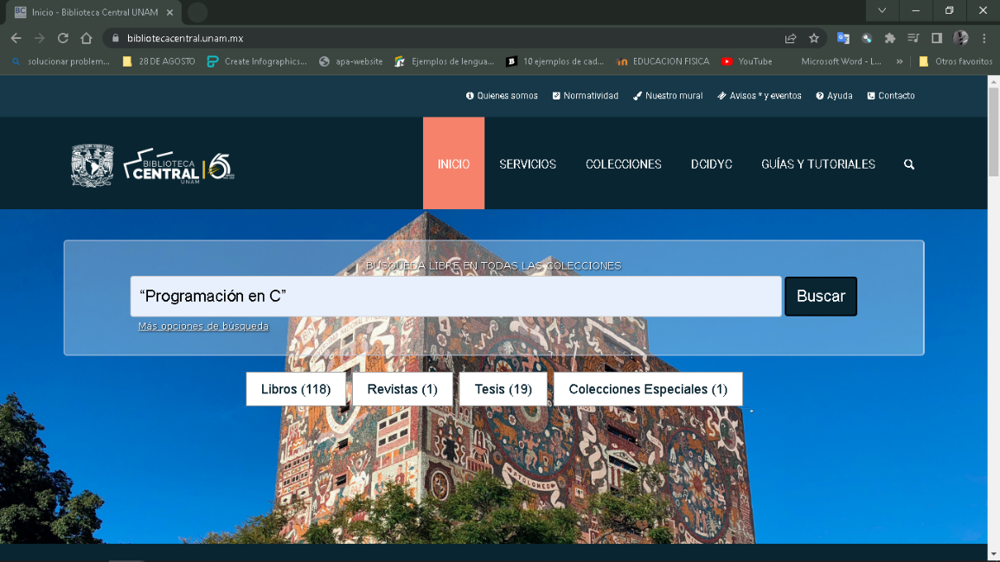 Inicio - Biblioteca Central UNAM
bibliotecacentral.unam.mx
solucionar problem... 28 DE AGOSTO Create Infographics... apa-website Ejemplos de lengua... 10 ejemplos de cad... EDUCACION FISICA YouTube Microsoft Word - L... » Otros favoritos
Quienes somos Normatividad Nuestro mural Avisos * y eventos Ayuda Contacto
BIBLIOTECA
CENTRAL
UNAM
INICIO SERVICIOS COLECCIONES DCIDYC GUÍAS Y TUTORIALES
BÚSQUEDA LIBRE EN TODAS LAS COLECCIONES
“Programación en C” Buscar
Más opciones de búsqueda
Libros (118) Revistas (1) Tesis (19) Colecciones Especiales (1)
PTOLOMEO